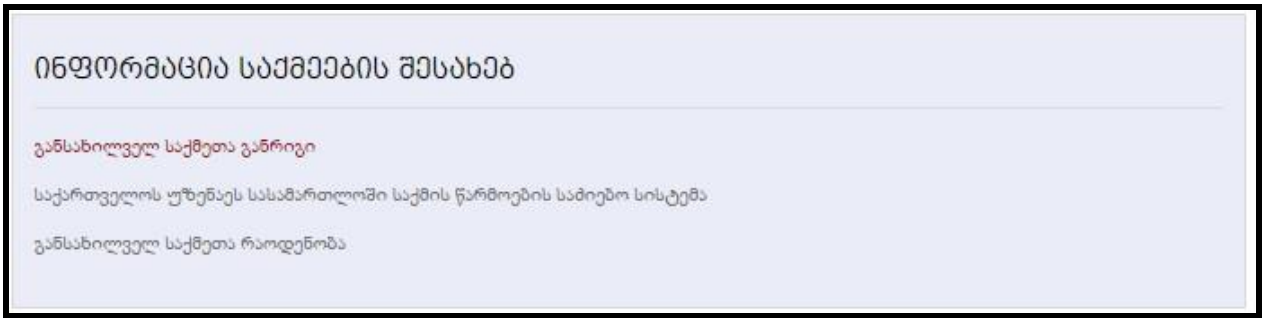 ინფორმაცია საქმეების შესახებ
განსახილველ საქმეთა განრიგი
საქართველოს უზენაეს სასამართლოში საქმის წარმოების საძიებო სისტემა
განსახილველ საქმეთა რაოდენობა